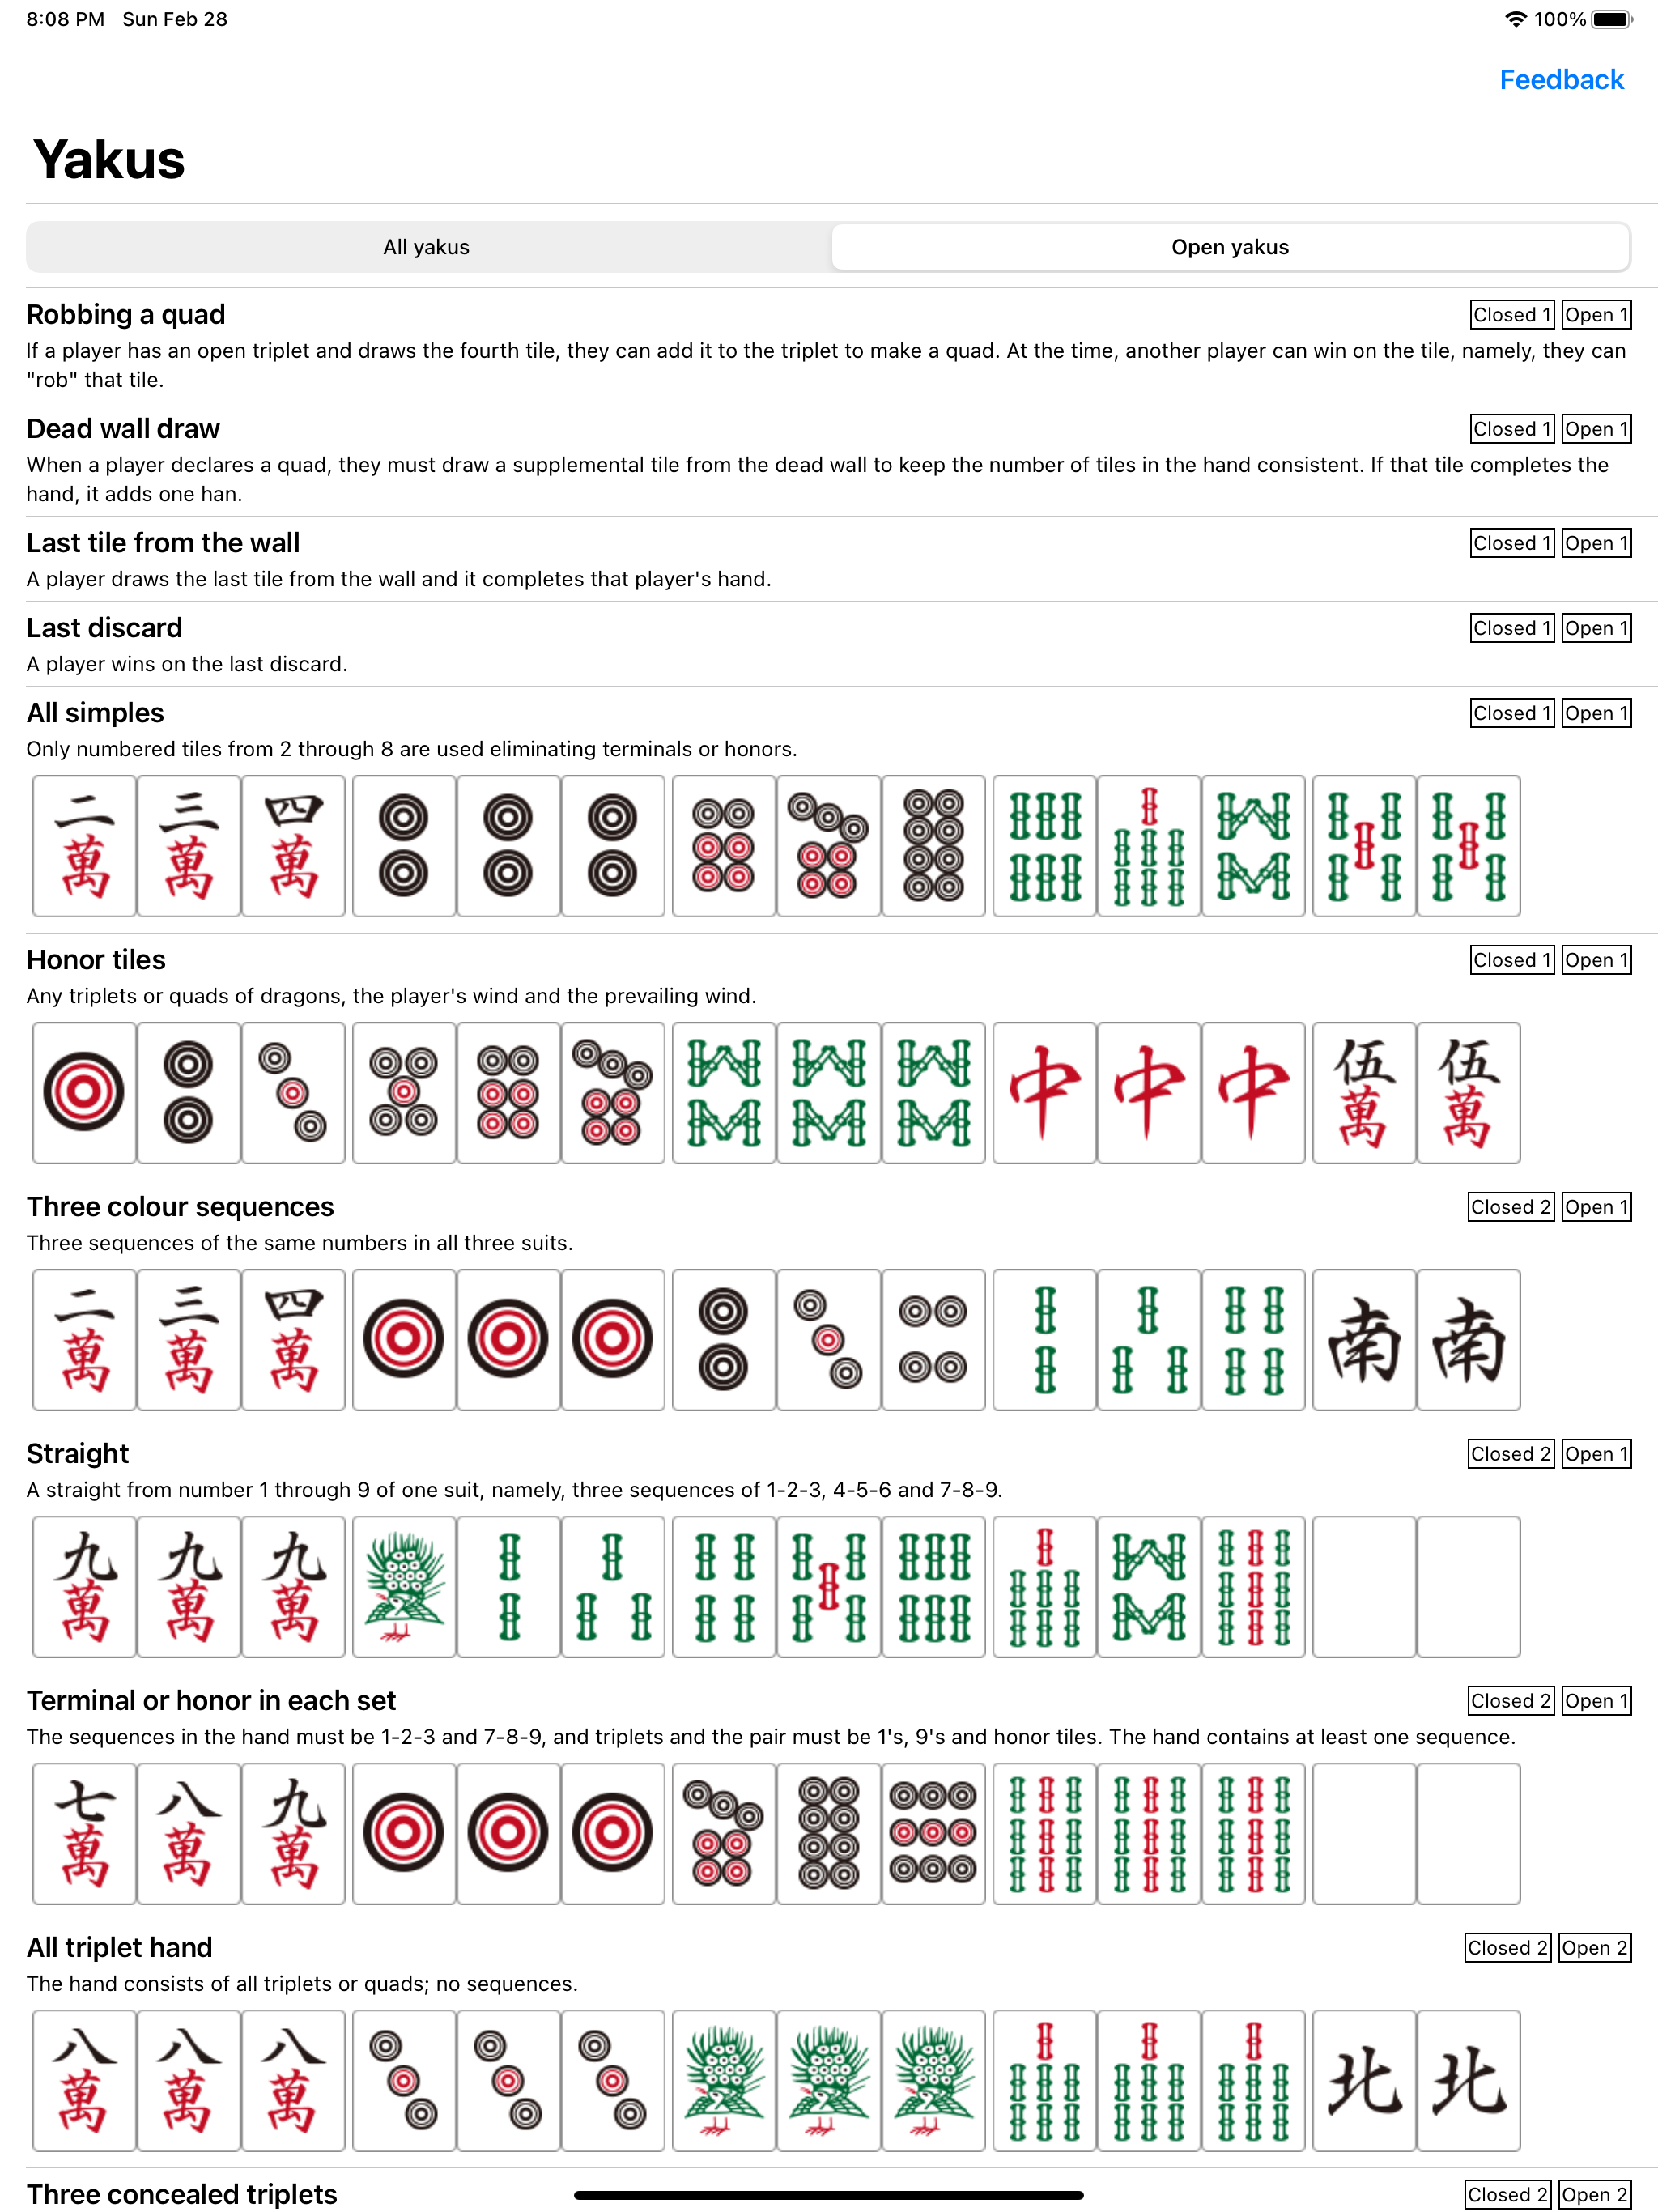 8:08 PM Sun Feb 28 100%
Feedback
Yakus
All yakus Open yakus
Robbing a quad Closed 1 Open 1
If a player has an open triplet and draws the fourth tile, they can add it to the triplet to make a quad. At the time, another player can win on the tile, namely, they can
"rob" that tile.
Dead wall draw Closed 1 Open 1
When a player declares a quad, they must draw a supplemental tile from the dead wall to keep the number of tiles in the hand consistent. If that tile completes the
hand, it adds one han.
Last tile from the wall Closed 1 Open 1
A player draws the last tile from the wall and it completes that player's hand.
Last discard Closed 1 Open 1
A player wins on the last discard.
All simples Closed 1 Open 1
Only numbered tiles from 2 through 8 are used eliminating terminals or honors.
二萬 三萬 四萬
Honor tiles Closed 1 Open 1
Any triplets or quads of dragons, the player's wind and the prevailing wind.
中 中 中 伍萬 伍萬
Three colour sequences Closed 2 Open 1
Three sequences of the same numbers in all three suits.
二萬 三萬 四萬 南 南
Straight Closed 2 Open 1
A straight from number 1 through 9 of one suit, namely, three sequences of 1-2-3, 4-5-6 and 7-8-9.
九萬 九萬 九萬
Terminal or honor in each set Closed 2 Open 1
The sequences in the hand must be 1-2-3 and 7-8-9, and triplets and the pair must be 1's, 9's and honor tiles. The hand contains at least one sequence.
七萬 八萬 九萬
All triplet hand Closed 2 Open 2
The hand consists of all triplets or quads; no sequences.
八萬 八萬 八萬 北 北
Three concealed triplets Closed 2 Open 2